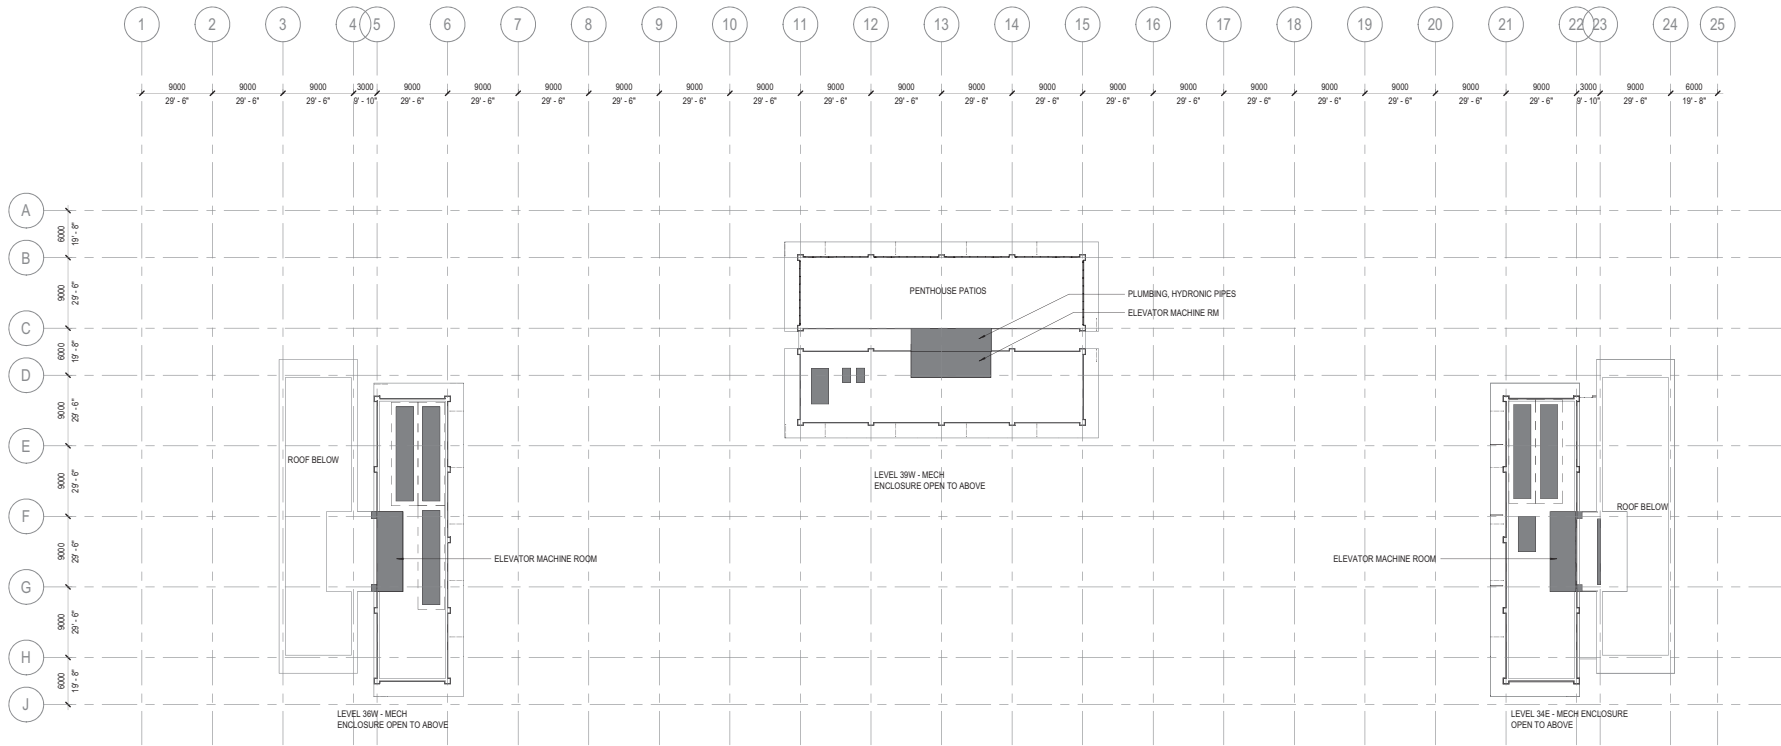 1 2 3 4 5 6 7 8 9 10 11 12 13 14 15 16 17 18 19 20 21 22 23 24 25
9000 9000 9000 3000 9000 9000 9000 9000 9000 9000 9000 9000 9000 9000 9000 9000 9000 9000 9000 9000 9000 3000 9000 6000
29' - 6" 29' - 6" 29' - 6" 9' - 10" 29' - 6" 29' - 6" 29' - 6" 29' - 6" 29' - 6" 29' - 6" 29' - 6" 29' - 6" 29' - 6" 29' - 6" 29' - 6" 29' - 6" 29' - 6" 29' - 6" 29' - 6" 29' - 6" 29' - 6" 9' - 10" 29' - 6" 19' - 8"
A
6000
19' - 8"
B
9000
29' - 6"
C
6000
19' - 8"
D
9000
29' - 6"
E
9000
29' - 6"
F
9000
29' - 6"
G
9000
29' - 6"
H
6000
19' - 8"
J
PENTHOUSE PATIOS
PLUMBING, HYDRONIC PIPES
ELEVATOR MACHINE RM
LEVEL 39W - MECH
ENCLOSURE OPEN TO ABOVE
ROOF BELOW
ELEVATOR MACHINE ROOM
LEVEL 36W - MECH
ENCLOSURE OPEN TO ABOVE
ROOF BELOW
ELEVATOR MACHINE ROOM
LEVEL 34E - MECH ENCLOSURE
OPEN TO ABOVE